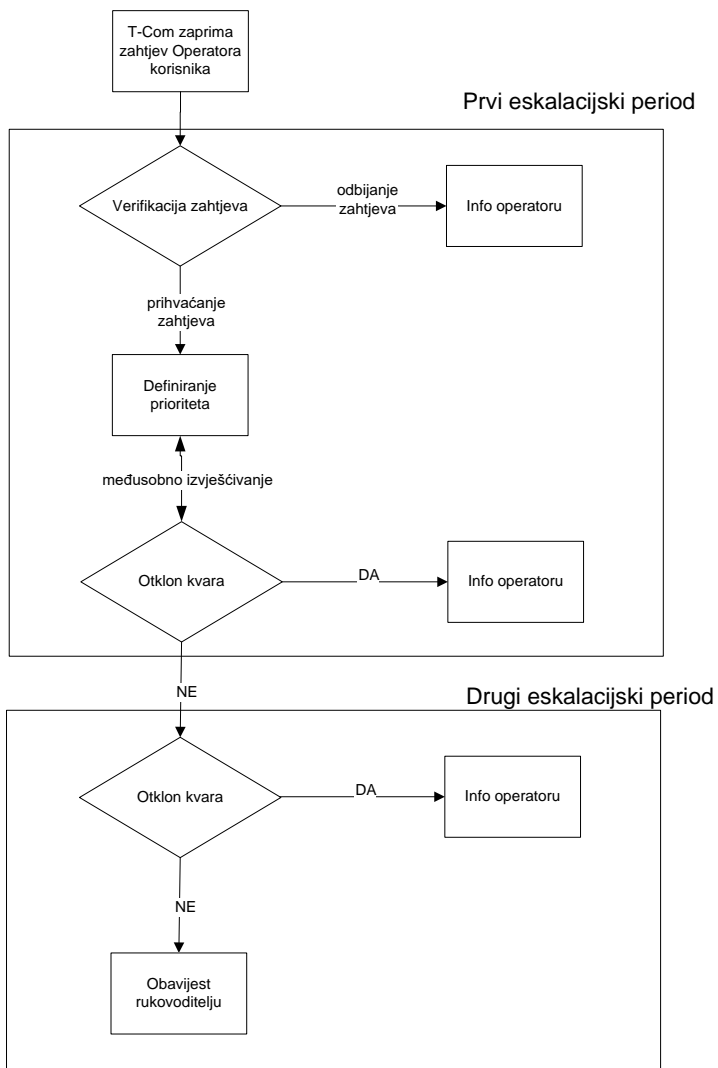 T-Com zaprima
zahtjev Operatora
korisnika
Prvi eskalacijski period
Verifikacija zahtjeva
odbijanje
zahtjeva
Info operatoru
prihvaćanje
zahtjeva
Definiranje
prioriteta
međusobno izvješćivanje
Otklon kvara
DA
Info operatoru
NE
Drugi eskalacijski period
Otklon kvara
DA
Info operatoru
NE
Obavijest
rukovoditelju